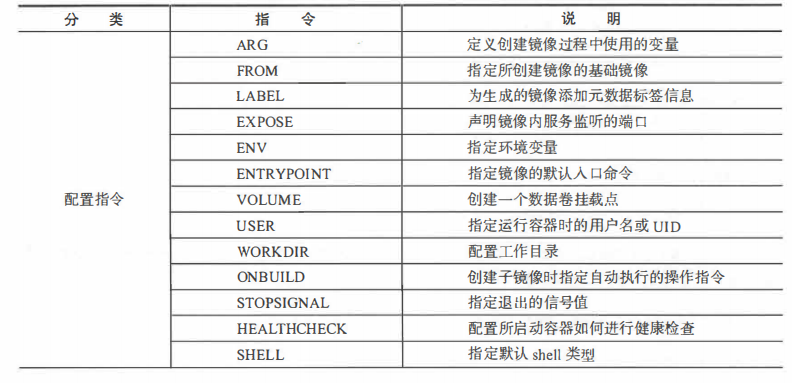 分 类 指 令 说 明
ARG 定义创建镜像过程中使用的变量
FROM 指定所创建镜像的基础镜像
LABEL 为生成的镜像添加元数据标签信息
EXPOSE 声明镜像内服务监听的端口
ENV 指定环境变量
ENTRYPOINT 指定镜像的默认入口命令
配置指令 VOLUME 创建一个数据卷挂载点
USER 指定运行容器时的用户名或 UID
WORKDIR 配置工作目录
ONBUILD 创建子镜像时指定自动执行的操作指令
STOPSIGNAL 指定退出的信号值
HEALTHCHECK 配置所启动容器如何进行健康检查
SHELL 指定默认 shell 类型